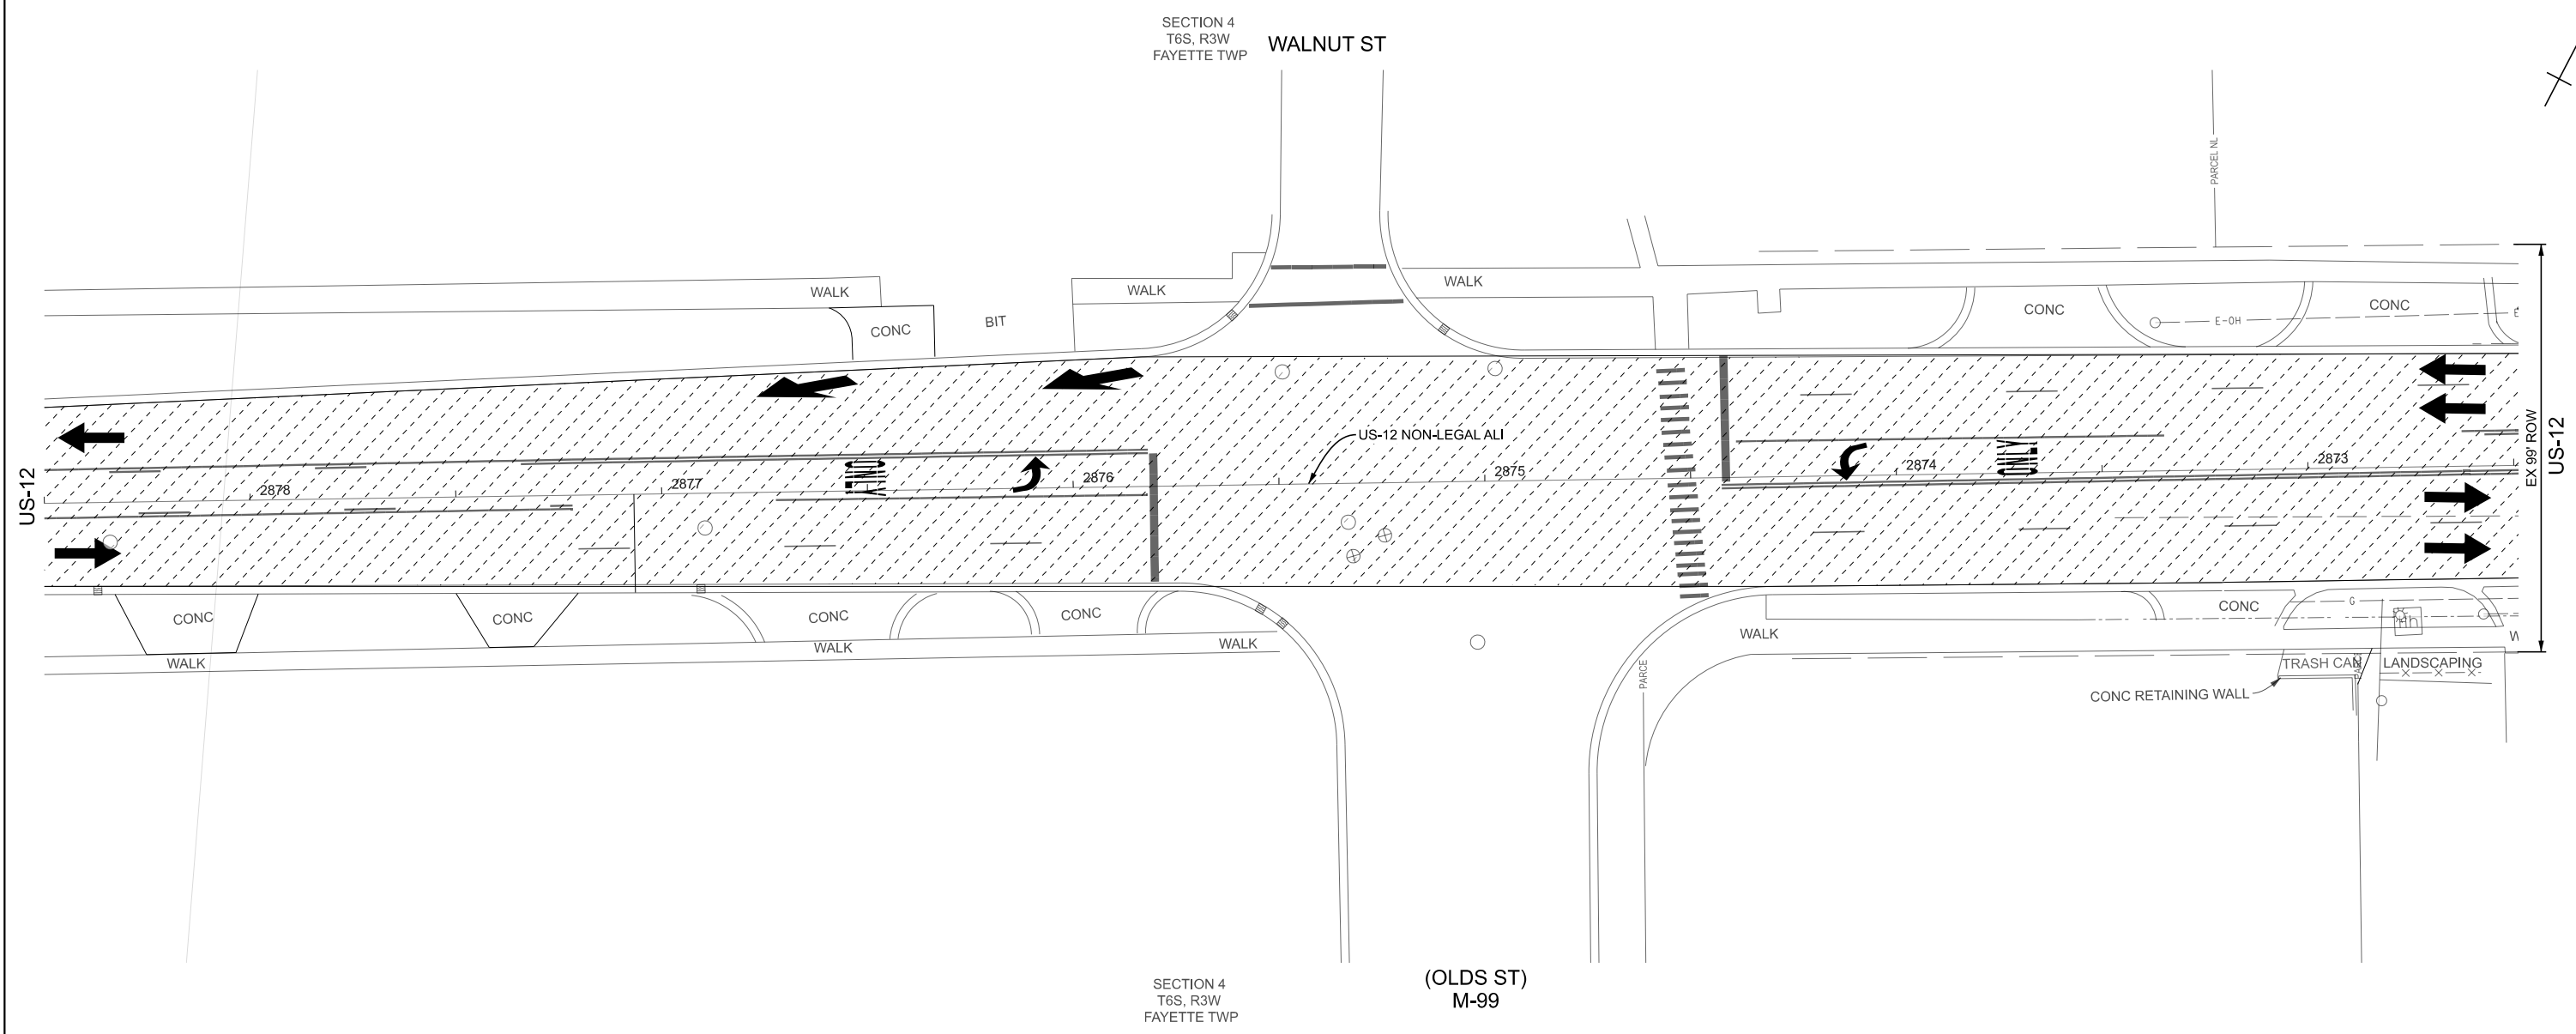 SECTION 4
T6S, R3W
FAYETTE TWP
WALNUT ST
PARCEL NL
WALK
WALK
WALK
CONC
BIT
CONC
CONC
E-OH
US-12 NON-LEGAL ALI
US-12
2878
2877
2876
2875
2874
2873
EX 99' ROW
US-12
CONC
CONC
CONC
CONC
CONC
G
WALK
WALK
WALK
WALK
PARCE
TRASH CAN
LANDSCAPING
CONC RETAINING WALL
(OLDS ST)
M-99
SECTION 4
T6S, R3W
FAYETTE TWP